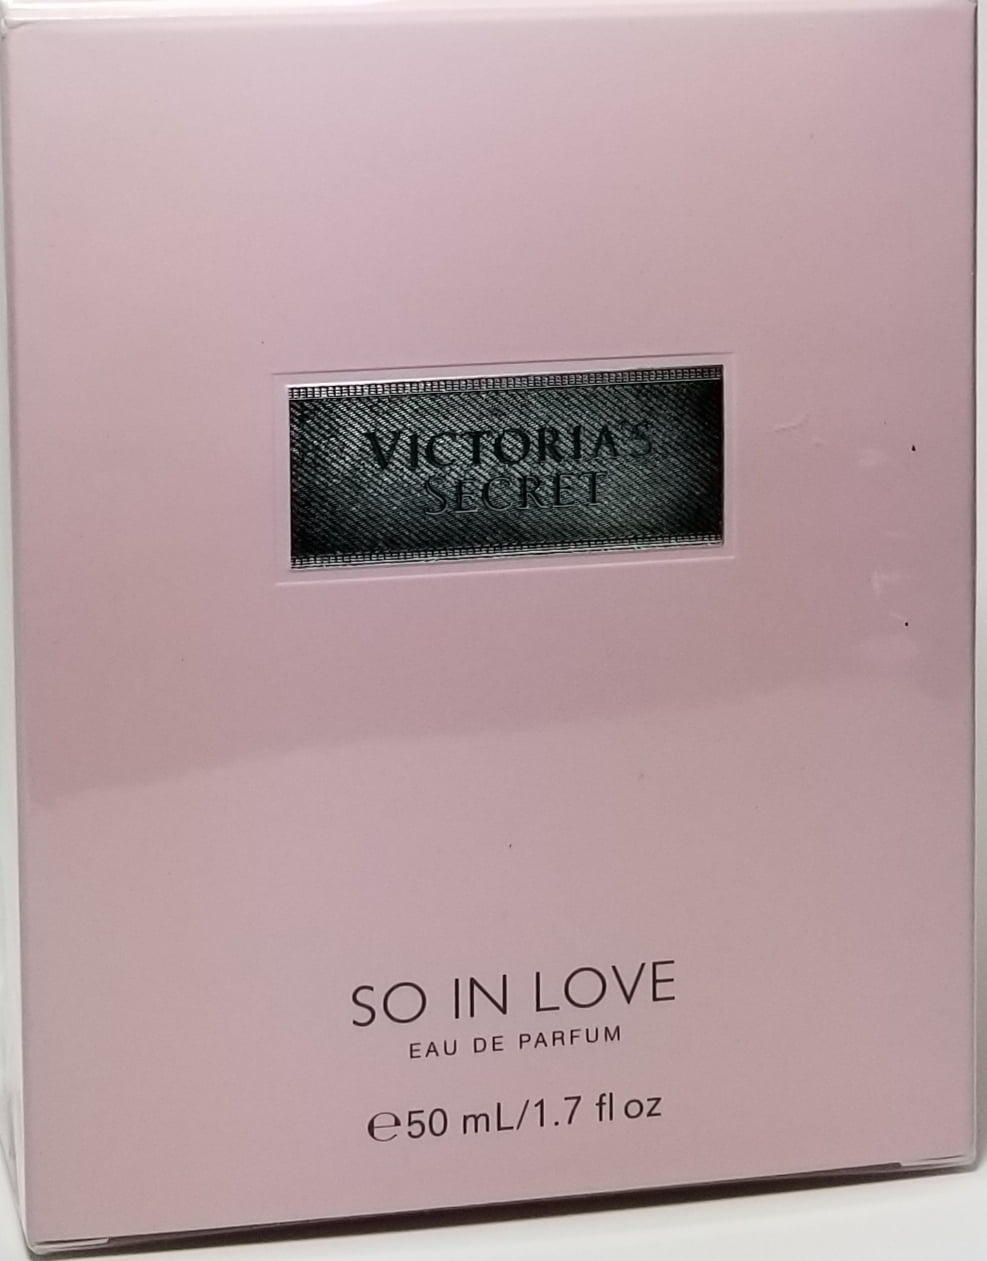 VICTORIA'S
SECRET
SO IN LOVE
EAU DE PARFUM
℮50 mL/1.7 fl oz